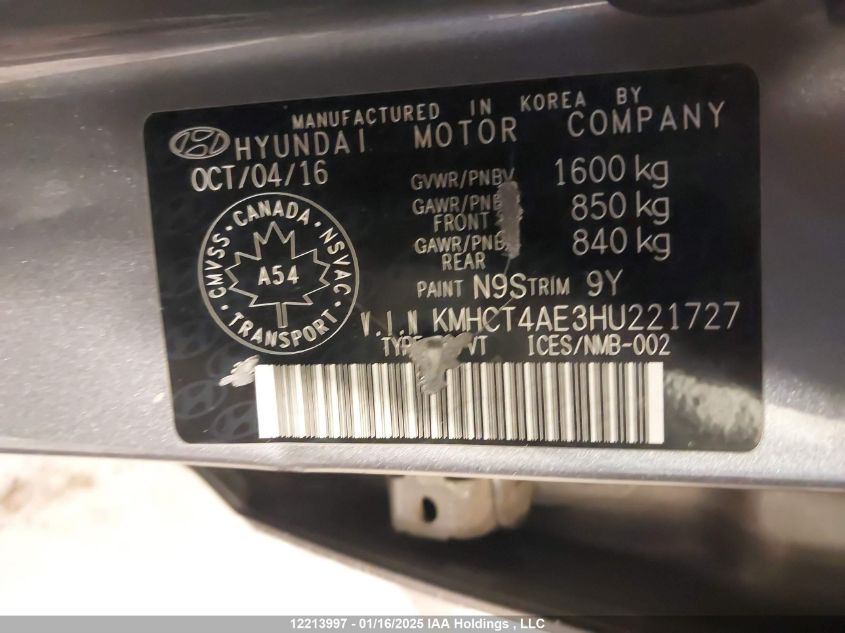 MANUFACTURED IN KOREA BY
HYUNDAI MOTOR COMPANY
OCT/04/16
GVWR/PNBV 1600 kg
GAWR/PNB 850 kg
FRONT
GAWR/PNB 840 kg
REAR
PAINT N9S TRIM 9Y
V.I.N KMHCT4AE3HU221727
TYPE VT ICES/NMB-002
CMVSS · CANADA · NSVAC
A54
TRANSPORT
12213997 - 01/16/2025 IAA Holdings , LLC